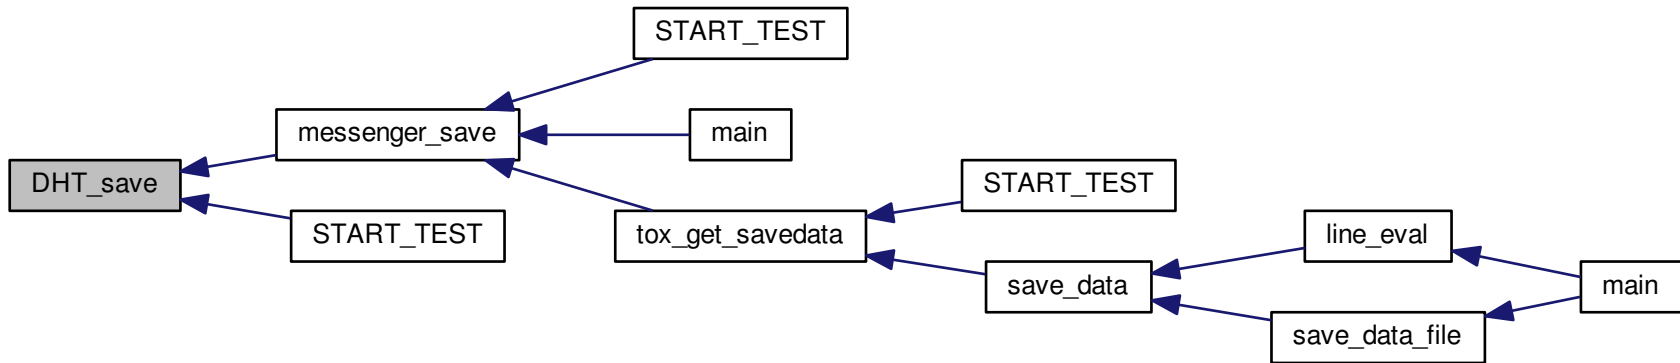 START_TEST
messenger_save
main
DHT_save
START_TEST
START_TEST
tox_get_savedata
line_eval
save_data
main
save_data_file